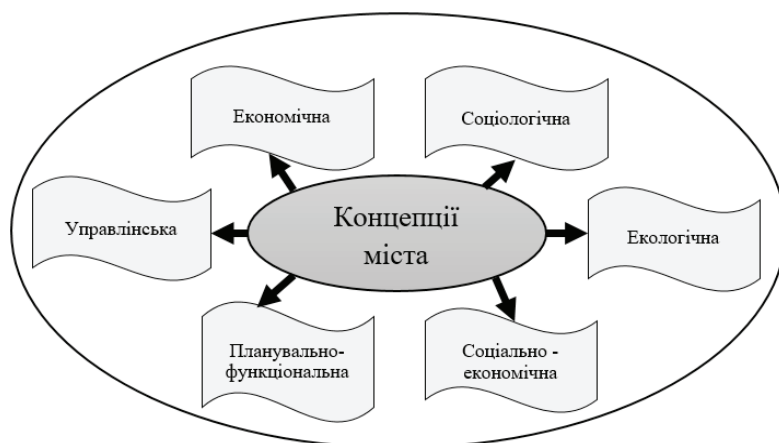 Економічна
Соціологічна
Управлінська
Концепції
міста
Екологічна
Планувально-
функціональна
Соціально -
економічна